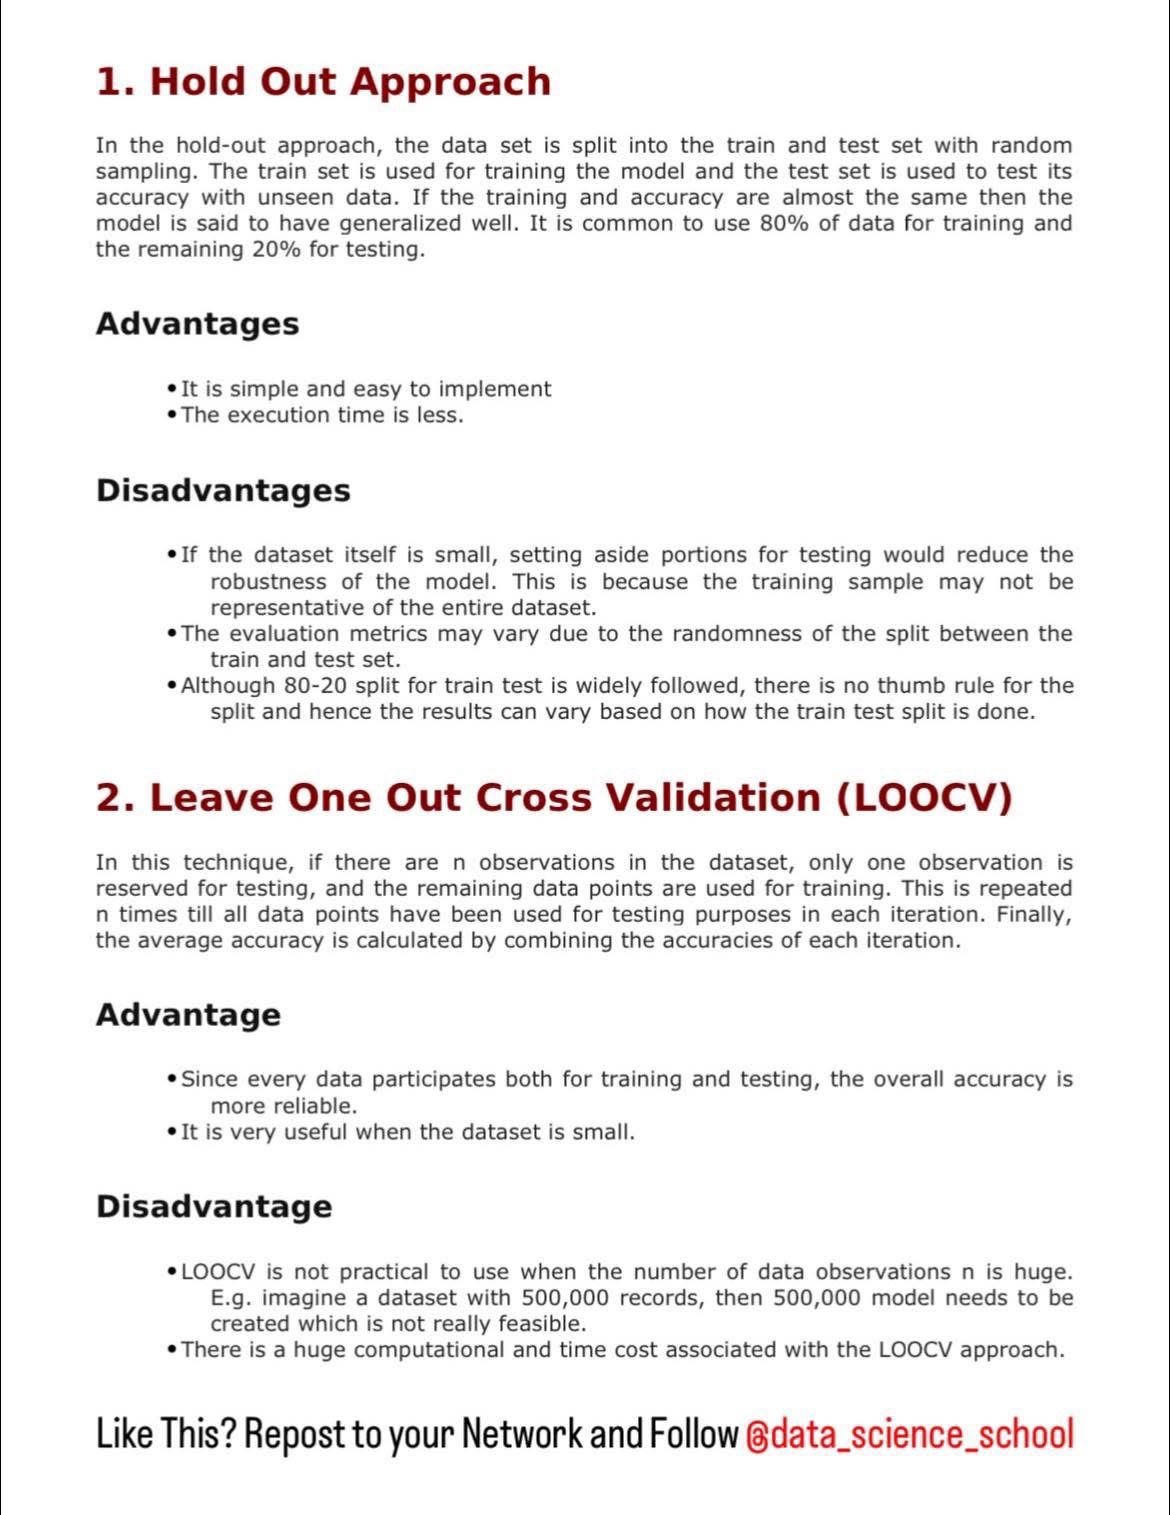 1. Hold Out Approach
In the hold-out approach, the data set is split into the train and test set with random
sampling. The train set is used for training the model and the test set is used to test its
accuracy with unseen data. If the training and accuracy are almost the same then the
model is said to have generalized well. It is common to use 80% of data for training and
the remaining 20% for testing.
Advantages
•It is simple and easy to implement
•The execution time is less.
Disadvantages
•If the dataset itself is small, setting aside portions for testing would reduce the
robustness of the model. This is because the training sample may not be
representative of the entire dataset.
•The evaluation metrics may vary due to the randomness of the split between the
train and test set.
•Although 80-20 split for train test is widely followed, there is no thumb rule for the
split and hence the results can vary based on how the train test split is done.
2. Leave One Out Cross Validation (LOOCV)
In this technique, if there are n observations in the dataset, only one observation is
reserved for testing, and the remaining data points are used for training. This is repeated
n times till all data points have been used for testing purposes in each iteration. Finally,
the average accuracy is calculated by combining the accuracies of each iteration.
Advantage
•Since every data participates both for training and testing, the overall accuracy is
more reliable.
•It is very useful when the dataset is small.
Disadvantage
•LOOCV is not practical to use when the number of data observations n is huge.
E.g. imagine a dataset with 500,000 records, then 500,000 model needs to be
created which is not really feasible.
•There is a huge computational and time cost associated with the LOOCV approach.
Like This? Repost to your Network and Follow @data_science_school